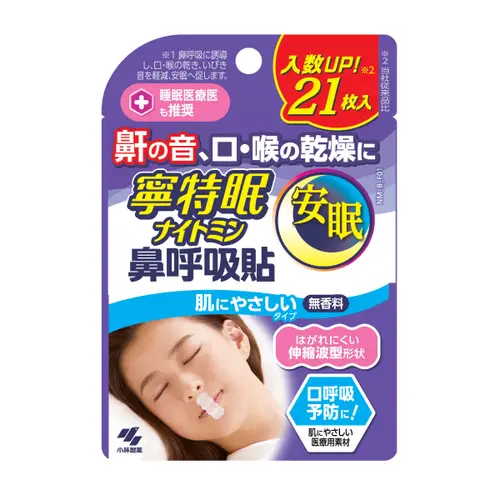 ※1 鼻呼吸に誘導
し、口・喉の乾き、いびき
音を軽減、安眠へ促します。
睡眠医療医
も推奨
入数UP!※2
21枚入
※2 当社従来品比
鼾の音、口・喉の乾燥に
寧特眠
ナイトミン
鼻呼吸貼
安眠
NM-B-F01
肌にやさしい
タイプ
無香料
はがれにくい
伸縮波型形状
口呼吸
予防に!
肌にやさしい
医療用素材
小林製薬